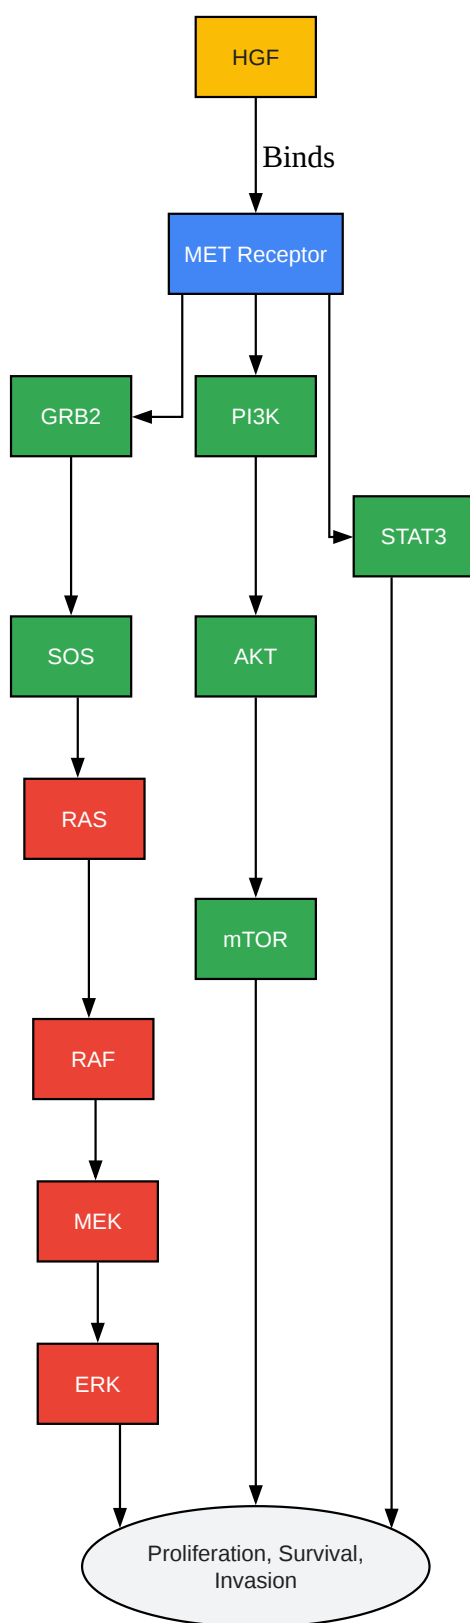 HGF
Binds
MET Receptor
GRB2
PI3K
STAT3
SOS
AKT
RAS
mTOR
RAF
MEK
ERK
Proliferation, Survival,
Invasion